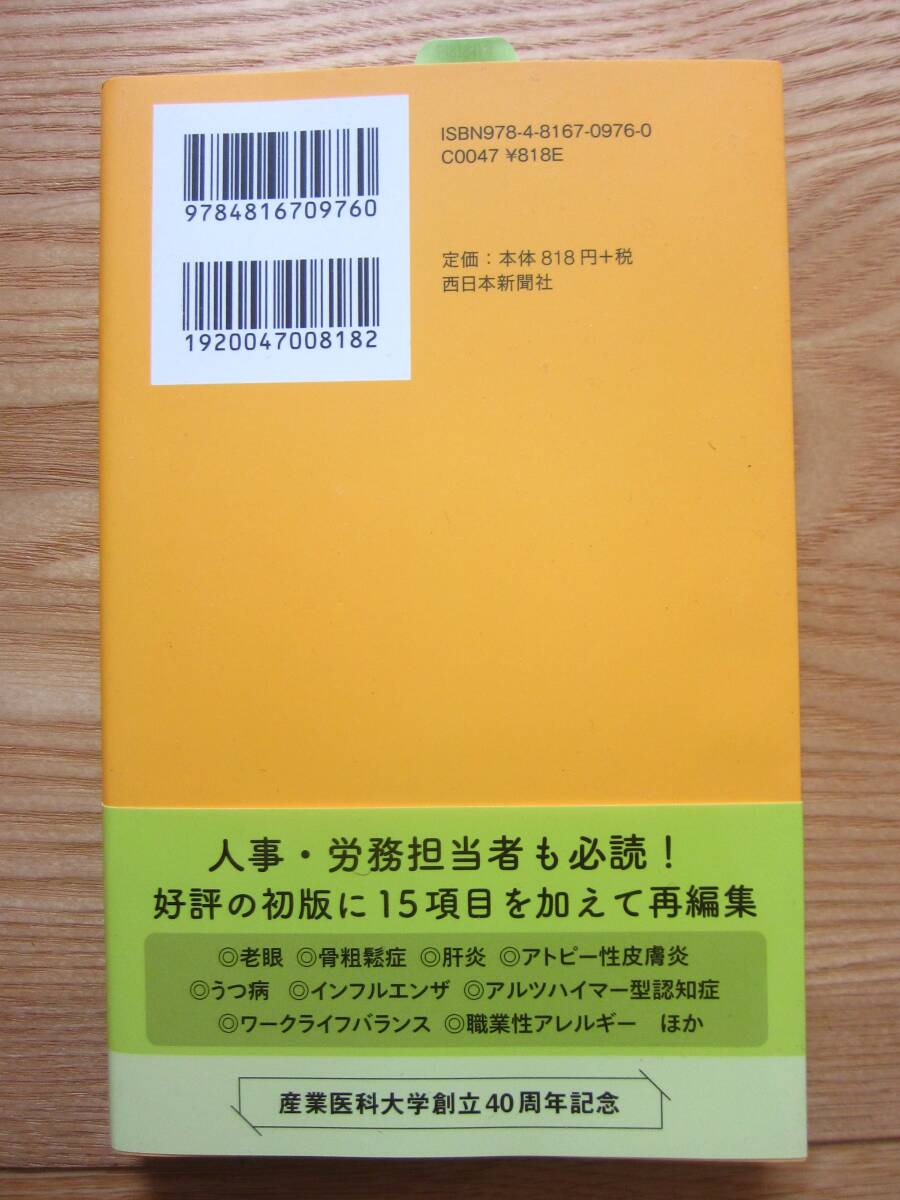 9784816709760
1920047008182
ISBN978-4-8167-0976-0
C0047 ¥818E
定価：本体818円+税
西日本新聞社
人事・労務担当者も必読！
好評の初版に15項目を加えて再編集
◎老眼 ◎骨粗鬆症 ◎肝炎 ◎アトピー性皮膚炎
◎うつ病 ◎インフルエンザ ◎アルツハイマー型認知症
◎ワークライフバランス ◎職業性アレルギー ほか
産業医科大学創立40周年記念